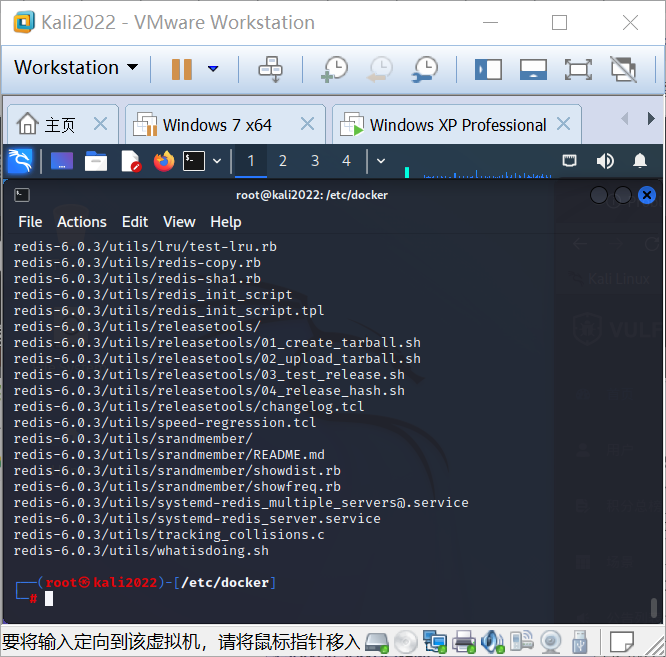 Kali2022 - VMware Workstation
Workstation
主页
Windows 7 x64
Windows XP Professional
1 2 3 4
root@kali2022: /etc/docker
File Actions Edit View Help
redis-6.0.3/utils/lru/test-lru.rb
redis-6.0.3/utils/redis-copy.rb
redis-6.0.3/utils/redis-sha1.rb
redis-6.0.3/utils/redis_init_script
redis-6.0.3/utils/redis_init_script.tpl
redis-6.0.3/utils/releasetools/
redis-6.0.3/utils/releasetools/01_create_tarball.sh
redis-6.0.3/utils/releasetools/02_upload_tarball.sh
redis-6.0.3/utils/releasetools/03_test_release.sh
redis-6.0.3/utils/releasetools/04_release_hash.sh
redis-6.0.3/utils/releasetools/changelog.tcl
redis-6.0.3/utils/speed-regression.tcl
redis-6.0.3/utils/srandmember/
redis-6.0.3/utils/srandmember/README.md
redis-6.0.3/utils/srandmember/showdist.rb
redis-6.0.3/utils/srandmember/showfreq.rb
redis-6.0.3/utils/systemd-redis_multiple_servers@.service
redis-6.0.3/utils/systemd-redis_server.service
redis-6.0.3/utils/tracking_collisions.c
redis-6.0.3/utils/whatisdoing.sh
┌──(root㉿kali2022)-[/etc/docker]
└─#
Kali Linux
VULF
要将输入定向到该虚拟机，请将鼠标指针移入